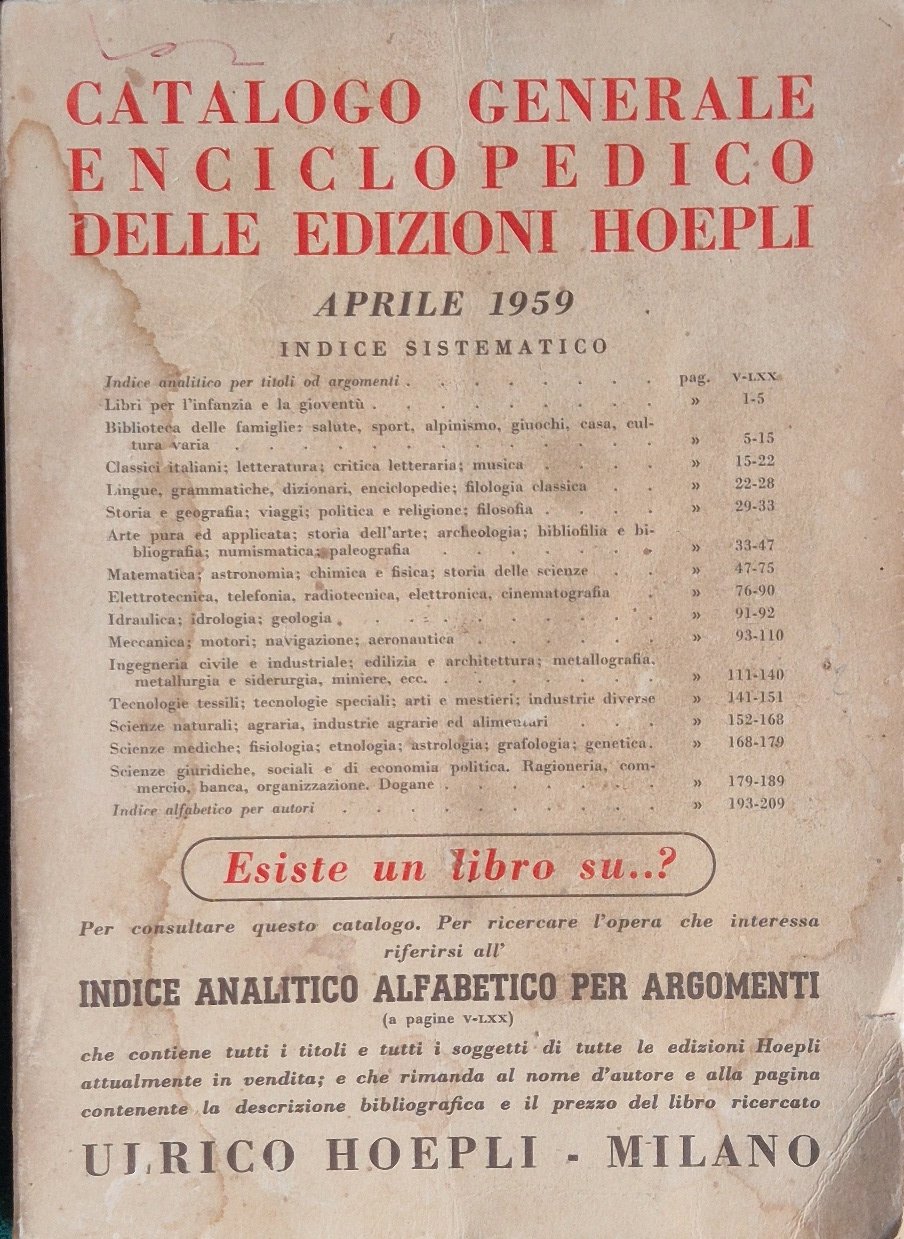 CATALOGO GENERALE
ENCICLOPEDICO
DELLE EDIZIONI HOEPLI
APRILE 1959
INDICE SISTEMATICO
Indice analitico per titoli od argomenti . . . . . . . pag. V-LXX
Libri per l'infanzia e la gioventù . . . . . . . . » 1-5
Biblioteca delle famiglie: salute, sport, alpinismo, giuochi, casa, cul-
tura varia . . . . . . . . . . . . » 5-15
Classici italiani; letteratura; critica letteraria; musica . . . . » 15-22
Lingue, grammatiche, dizionari, enciclopedie; filologia classica . . » 22-28
Storia e geografia; viaggi; politica e religione; filosofia . . . . » 29-33
Arte pura ed applicata; storia dell'arte; archeologia; bibliofilia e bi-
bliografia; numismatica; paleografia . . . . . . » 33-47
Matematica; astronomia; chimica e fisica; storia delle scienze . . » 47-75
Elettrotecnica, telefonia, radiotecnica, elettronica, cinematografia . » 76-90
Idraulica; idrologia; geologia . . . . . . . . . » 91-92
Meccanica; motori; navigazione; aeronautica . . . . . . » 93-110
Ingegneria civile e industriale; edilizia e architettura; metallografia,
metallurgia e siderurgia, miniere, ecc. . . . . . . » 111-140
Tecnologie tessili; tecnologie speciali; arti e mestieri; industrie diverse » 141-151
Scienze naturali; agraria, industrie agrarie ed alimentari . . . » 152-168
Scienze mediche; fisiologia; etnologia; astrologia; grafologia; genetica. » 168-179
Scienze giuridiche, sociali e di economia politica. Ragioneria, com-
mercio, banca, organizzazione. Dogane . . . . . . » 179-189
Indice alfabetico per autori . . . . . . . . . » 193-209
Esiste un libro su..?
Per consultare questo catalogo. Per ricercare l'opera che interessa
riferirsi all'
INDICE ANALITICO ALFABETICO PER ARGOMENTI
(a pagine V-LXX)
che contiene tutti i titoli e tutti i soggetti di tutte le edizioni Hoepli
attualmente in vendita; e che rimanda al nome d'autore e alla pagina
contenente la descrizione bibliografica e il prezzo del libro ricercato
ULRICO HOEPLI - MILANO